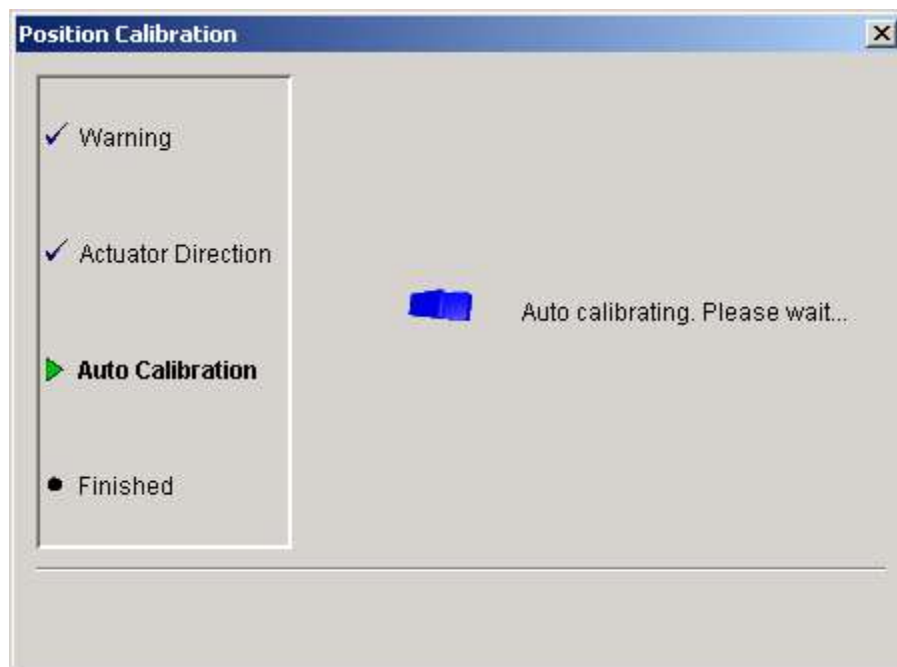 Position Calibration
Warning
Actuator Direction
Auto calibrating. Please wait...
Auto Calibration
Finished